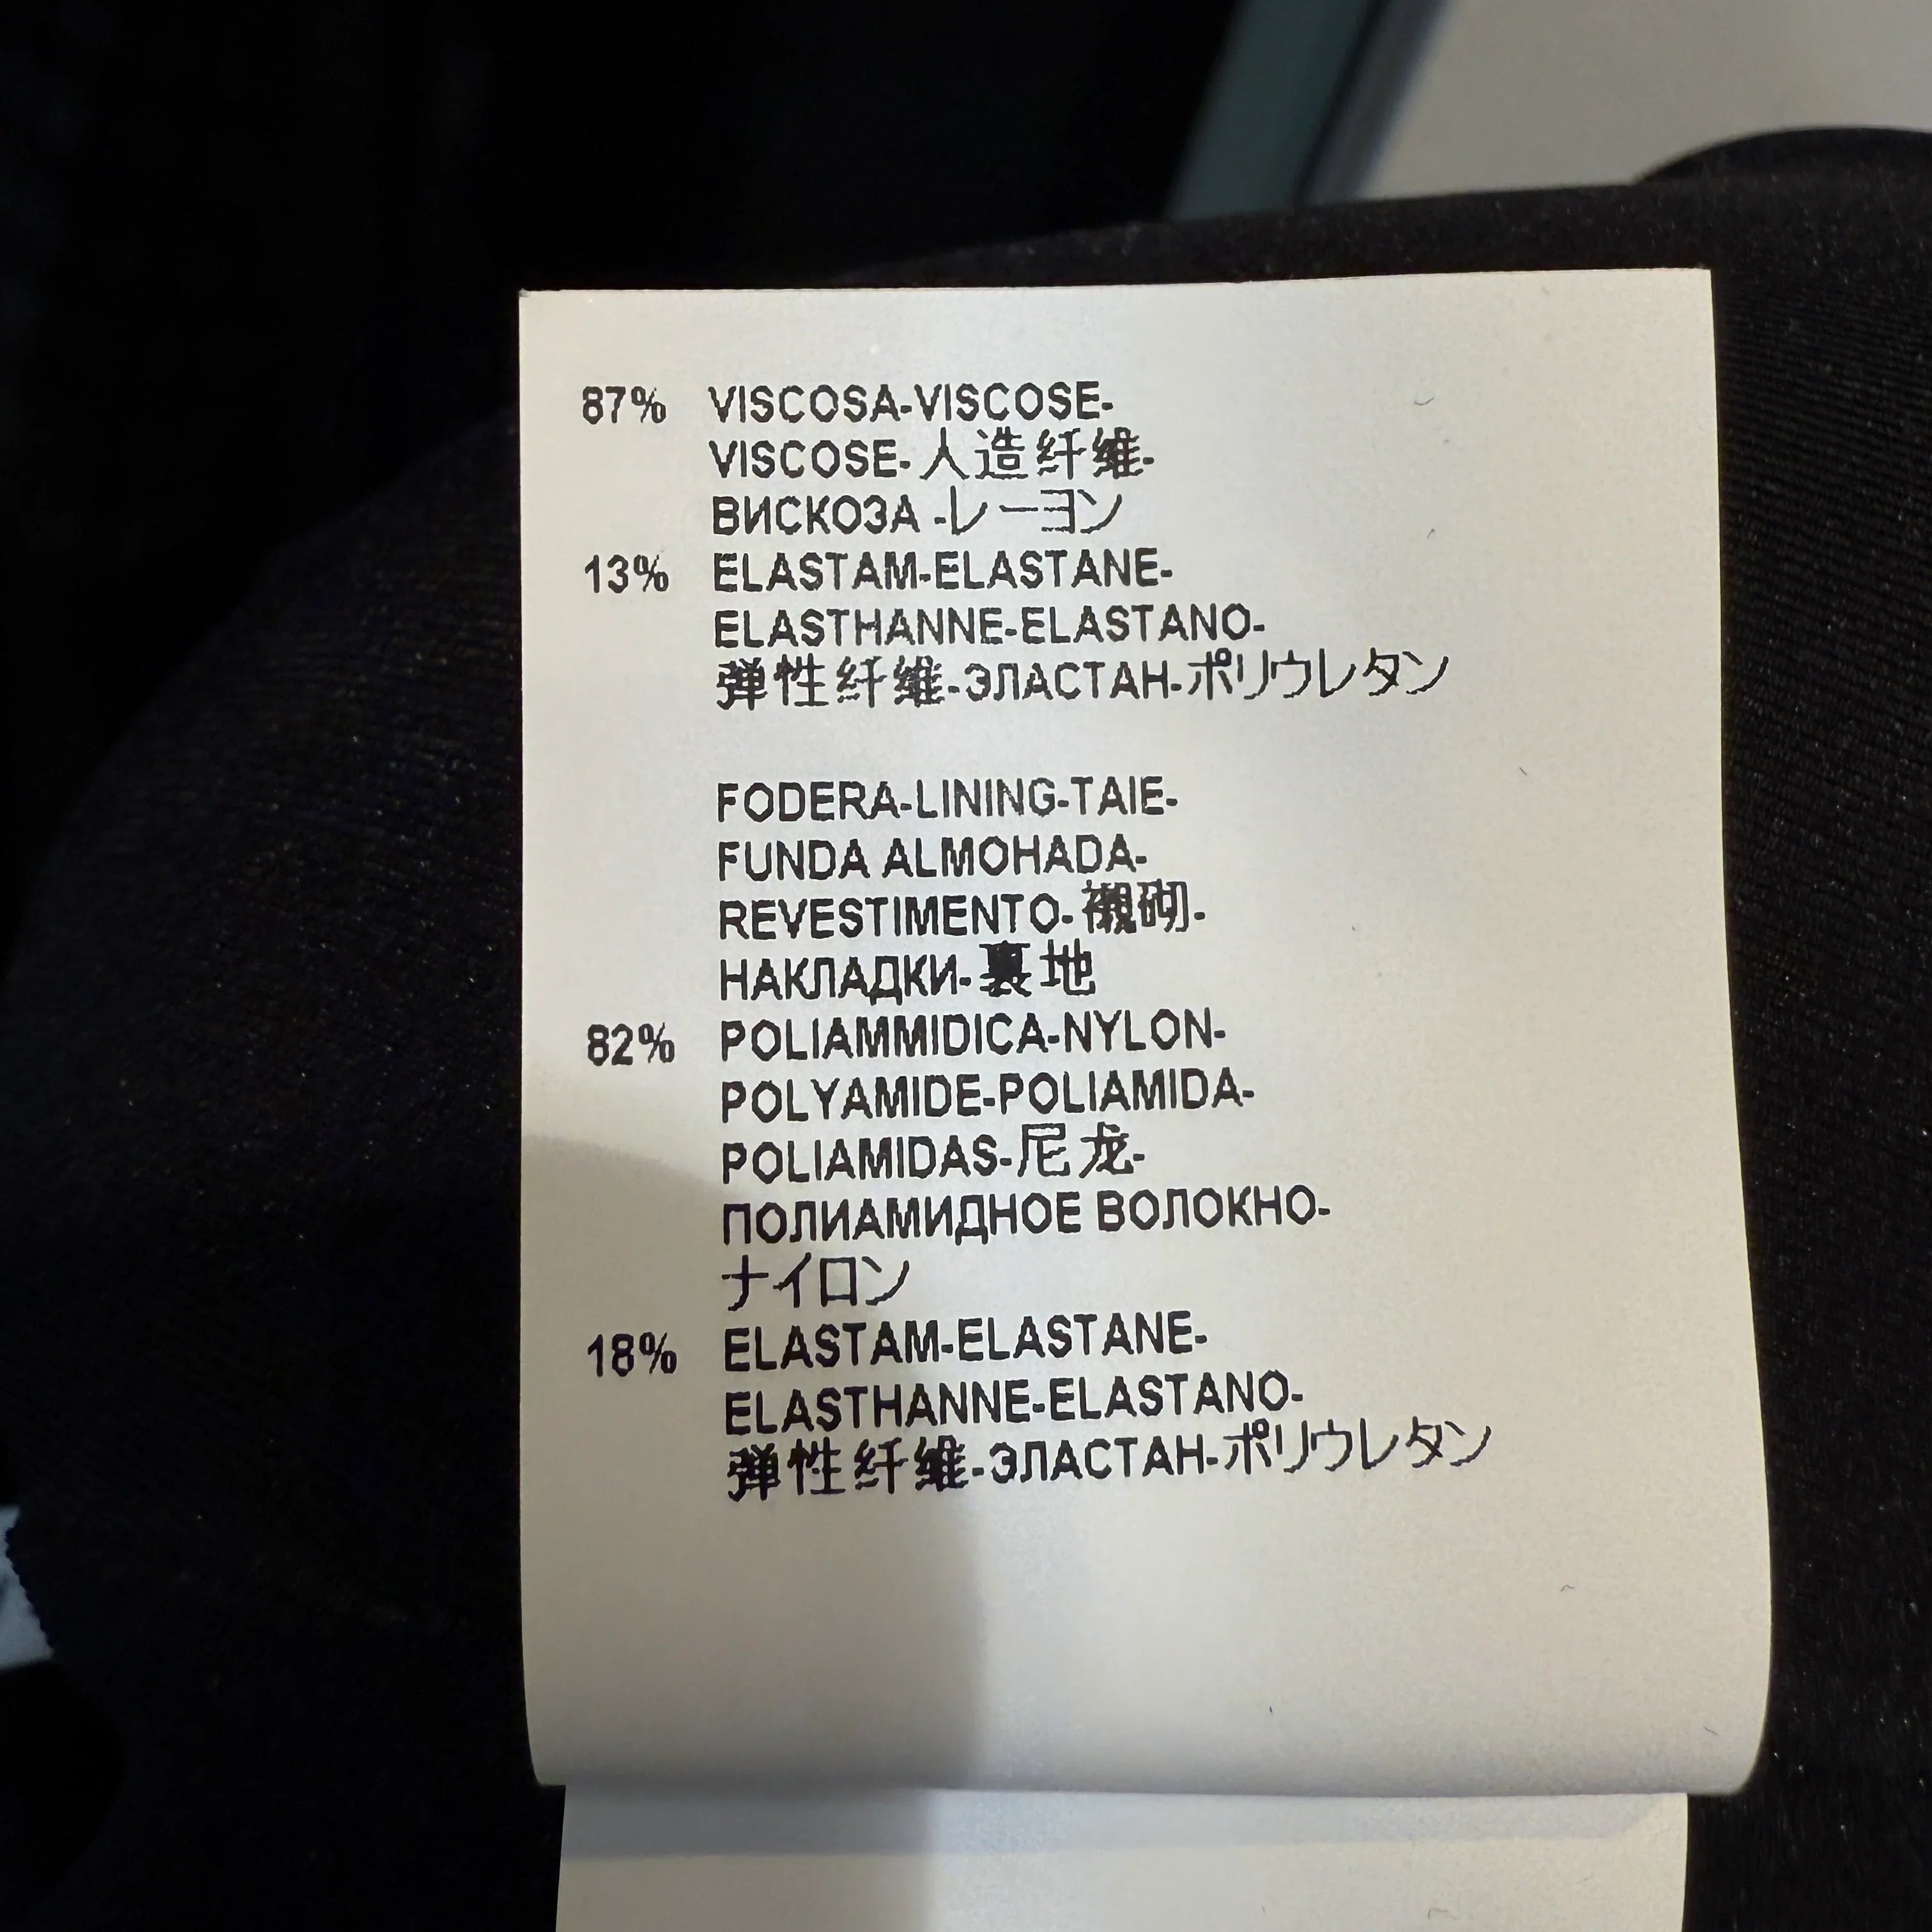 87% VISCOSA-VISCOSE-
VISCOSE-人造纤维-
ВИСКОЗА-レーヨン
13% ELASTAM-ELASTANE-
ELASTHANNE-ELASTANO-
弹性纤维-ЭЛАСТАН-ポリウレタン
FODERA-LINING-TAIE-
FUNDA ALMOHADA-
REVESTIMENTO-襯砌-
НАКЛАДКИ-裏地
82% POLIAMMIDICA-NYLON-
POLYAMIDE-POLIAMIDA-
POLIAMIDAS-尼龙-
ПОЛИАМИДНОЕ ВОЛОКНО-
ナイロン
18% ELASTAM-ELASTANE-
ELASTHANNE-ELASTANO-
弹性纤维-ЭЛАСТАН-ポリウレタン